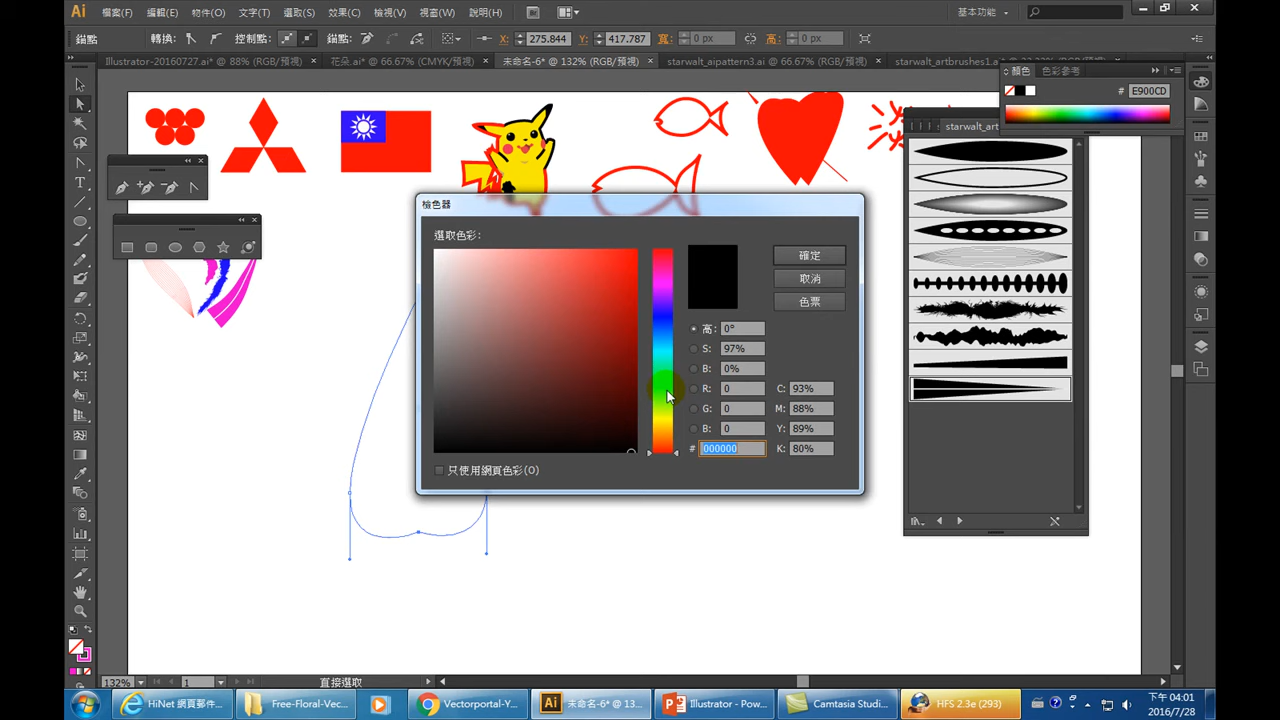 Ai 檔案(F) 編輯(E) 物件(O) 文字(T) 選取(S) 效果(C) 檢視(V) 視窗(W) 說明(H) Br 基本功能
錨點 轉換: 控制點: 錨點: X: 275.844 Y: 417.787 寬: 0 px 高: 0 px
Illustrator-20160727.ai* @ 88% (RGB/預視) × 花朵.ai* @ 66.67% (CMYK/預視) × 未命名-6* @ 132% (RGB/預視) × starwalt_aipattern3.ai @ 66.67% (RGB/預視) × starwalt_artbrushes1.ai @
顏色 色彩參考
# E900CD
starwalt_art
檢色器
選取色彩:
確定
取消
色票
高: 0°
S: 97%
B: 0%
R: 0 C: 93%
G: 0 M: 88%
B: 0 Y: 89%
# 000000 K: 80%
只使用網頁色彩(O)
132% 1 直接選取
HiNet 網頁郵件... Free-Floral-Vec... Vectorportal-Y... Ai 未命名-6* @ 13... Illustrator - Pow... Camtasia Studi... HFS 2.3e (293)
下午 04:01
2016/7/28